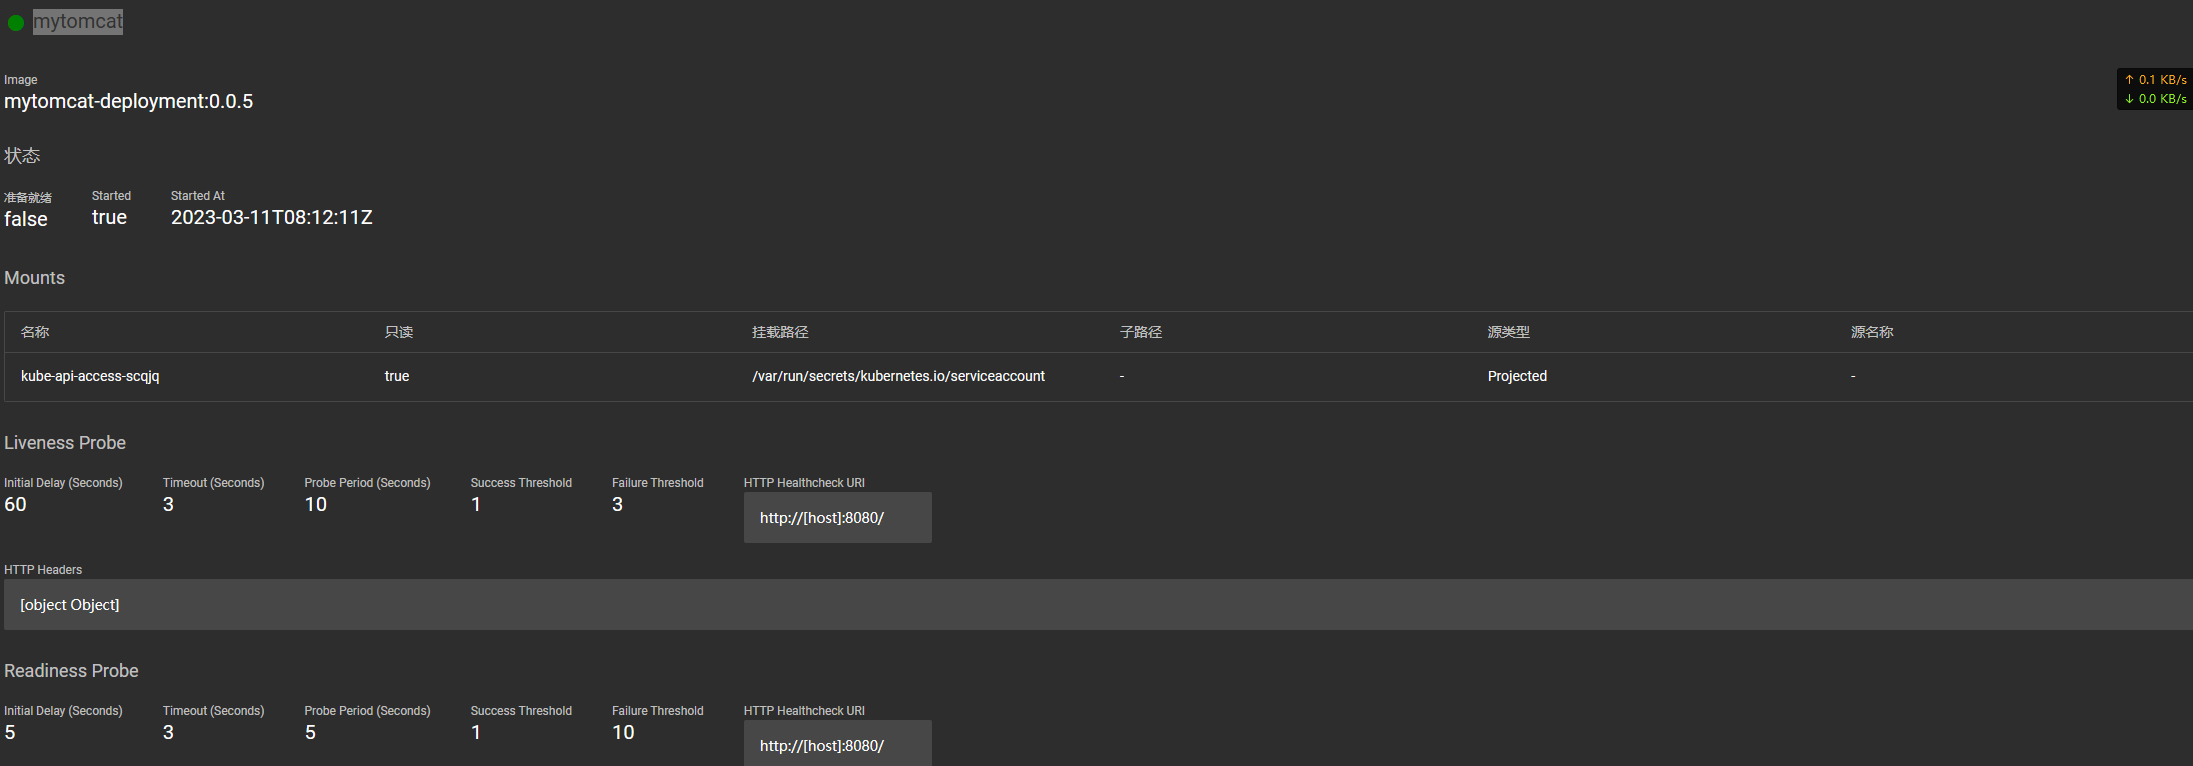 mytomcat
Image
mytomcat-deployment:0.0.5
↑ 0.1 KB/s
↓ 0.0 KB/s
状态
准备就绪 Started Started At
false true 2023-03-11T08:12:11Z
Mounts
名称 只读 挂载路径 子路径 源类型 源名称
kube-api-access-scqjq true /var/run/secrets/kubernetes.io/serviceaccount - Projected -
Liveness Probe
Initial Delay (Seconds) Timeout (Seconds) Probe Period (Seconds) Success Threshold Failure Threshold HTTP Healthcheck URI
60 3 10 1 3 http://[host]:8080/
HTTP Headers
[object Object]
Readiness Probe
Initial Delay (Seconds) Timeout (Seconds) Probe Period (Seconds) Success Threshold Failure Threshold HTTP Healthcheck URI
5 3 5 1 10 http://[host]:8080/